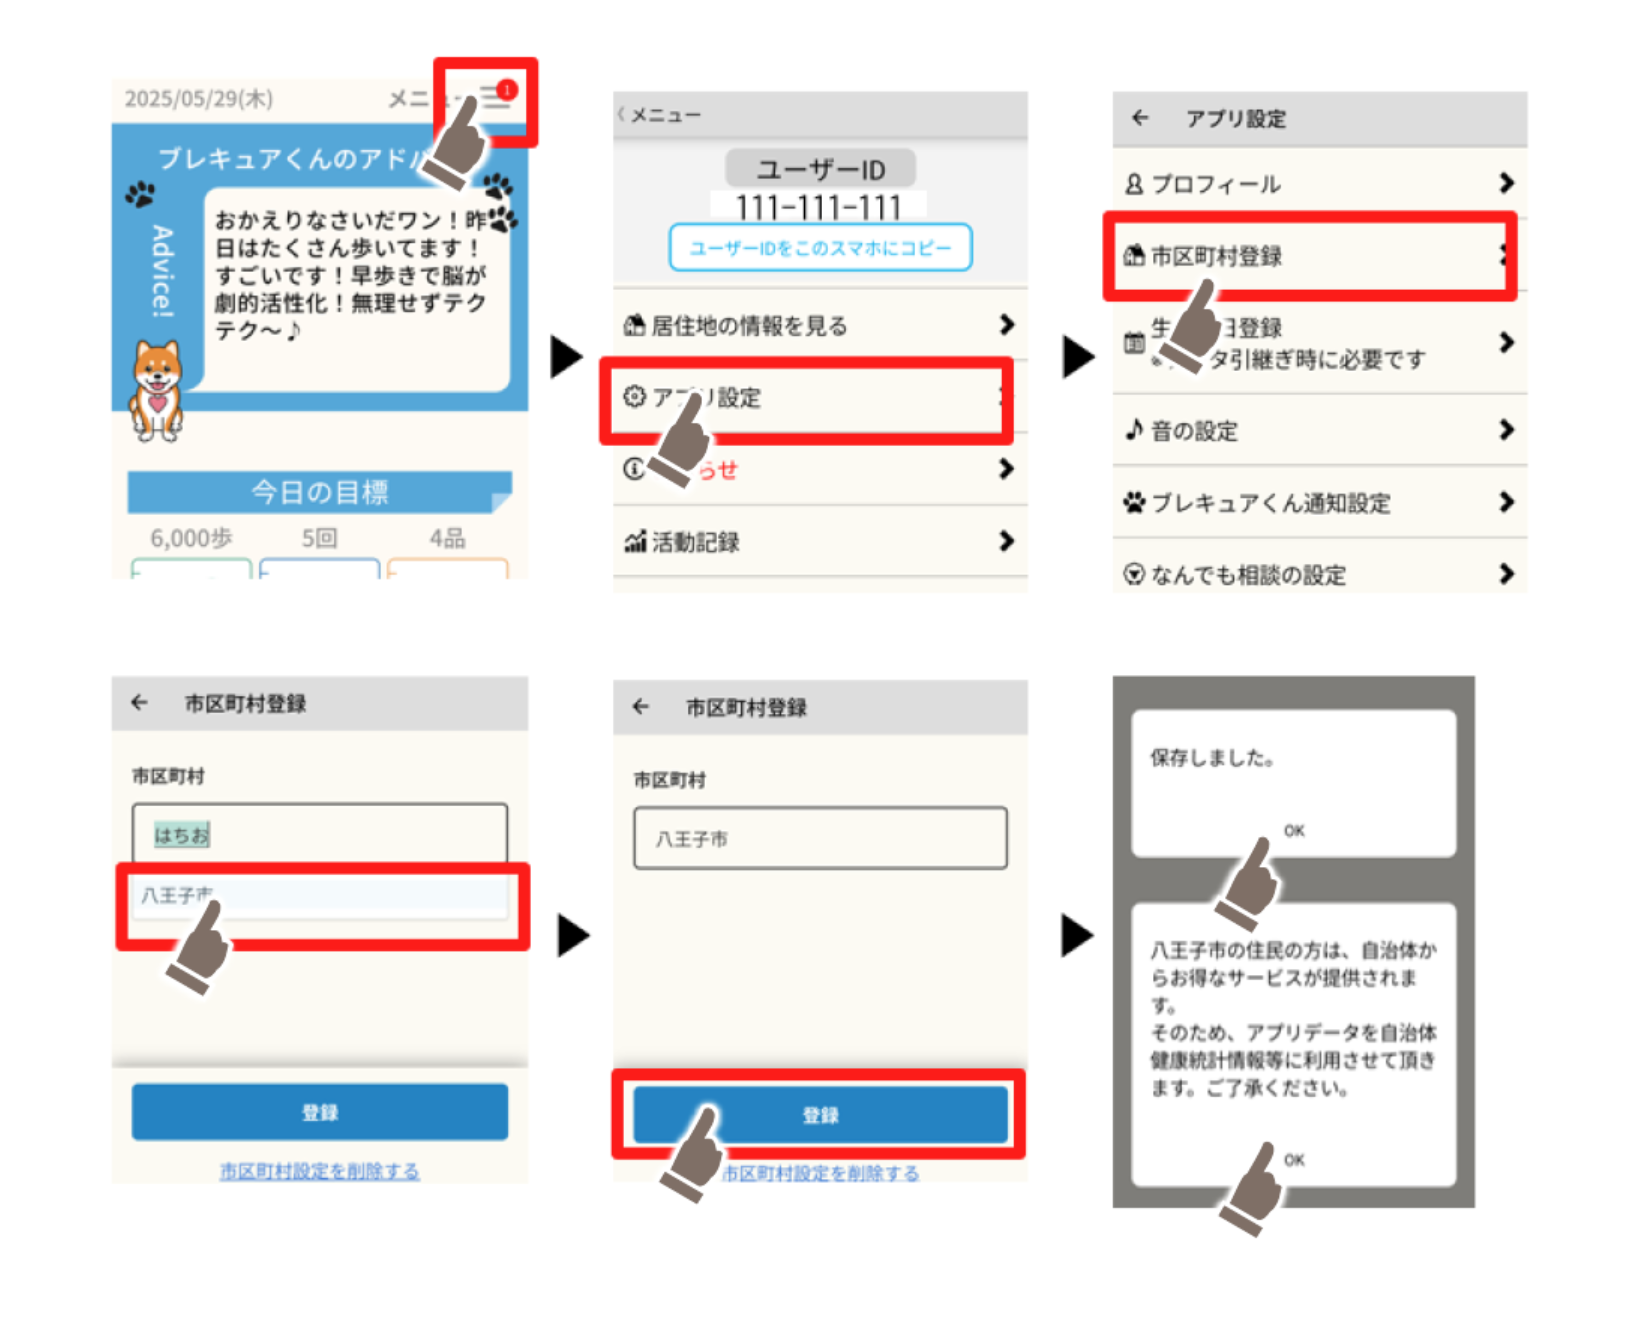 2025/05/29(木)
メニュー
1
ブレキュアくんのアド
Advice!
おかえりなさいだワン！昨
日はたくさん歩いてます！
すごいです！早歩きで脳が
劇的活性化！無理せずテク
テク～♪
今日の目標
6,000歩
5回
4品
メニュー
ユーザーID
111-111-111
ユーザーIDをこのスマホにコピー
居住地の情報を見る
アプリ設定
らせ
活動記録
アプリ設定
プロフィール
市区町村登録
生 日登録
タ引継ぎ時に必要です
音の設定
ブレキュアくん通知設定
なんでも相談の設定
市区町村登録
市区町村
はちお
八王子市
登録
市区町村設定を削除する
市区町村登録
市区町村
八王子市
登録
市区町村設定を削除する
保存しました。
OK
八王子市の住民の方は、自治体か
らお得なサービスが提供されま
す。
そのため、アプリデータを自治体
健康統計情報等に利用させて頂き
ます。ご了承ください。
OK